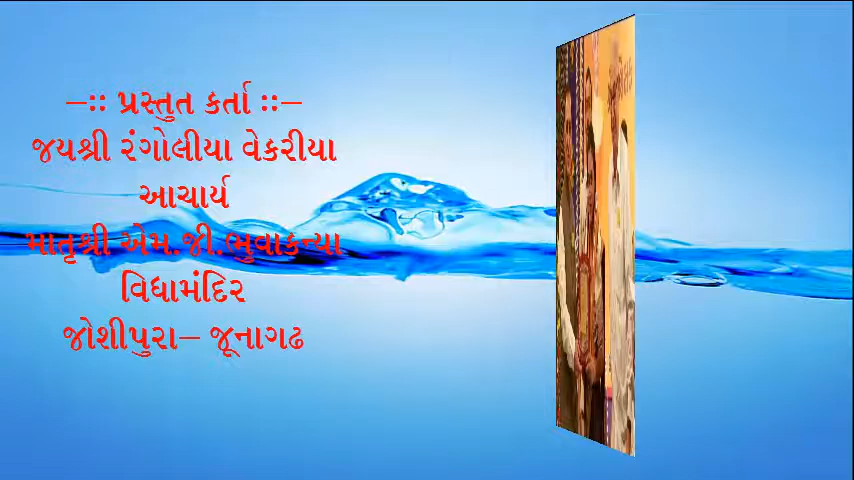 –:: પ્રસ્તુત કર્તા ::–
જયશ્રી રંગોલીયા વેકરીયા
આચાર્ય
માતૃશ્રી એમ.જી.ભુવાકન્યા
વિધામંદિર
જોશીપુરા– જૂનાગઢ